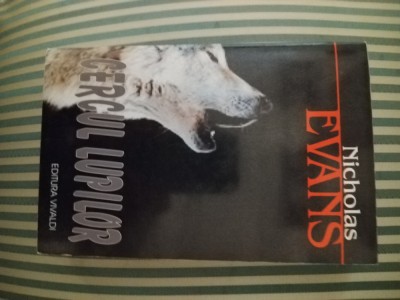 Nicholas
EVANS
CERCUL LUPILOR
EDITURA VIVALDI